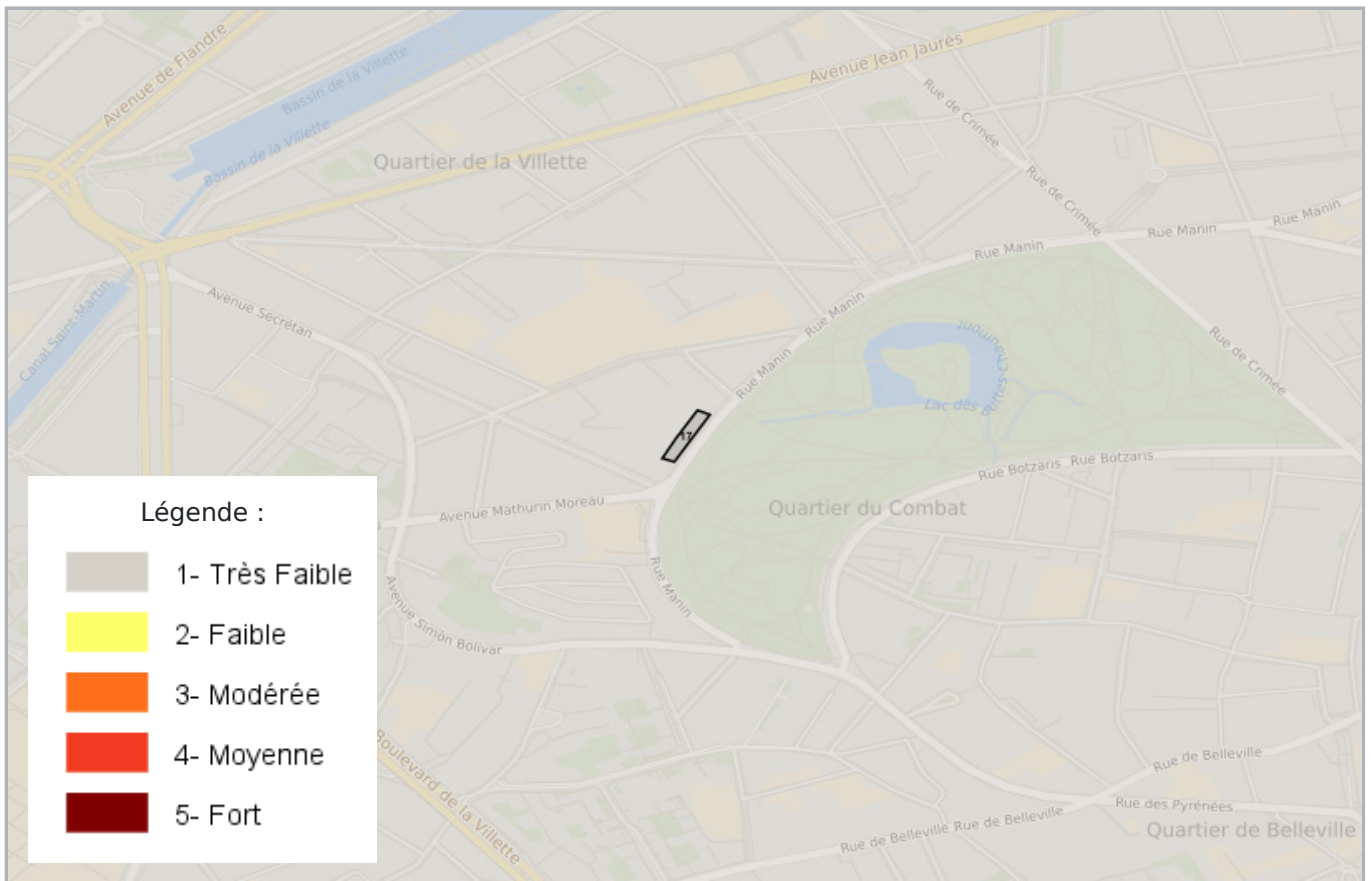 Avenue de Flandre
Bassin de la Villette
Bassin de la Villette
Avenue Jean Jaurès
Quartier de la Villette
Rue de Crimée
Rue de Crimée
Rue Manin
Rue Manin
Rue Manin
Rue Manin
Rue Manin
Canal Saint-Martin
Avenue Secrétan
Rue de Crimée
Lac des Buttes Chaumont
17
Rue Botzaris
Rue Botzaris
Avenue Mathurin Moreau
Quartier du Combat
Rue Manin
Avenue Simon Bolivar
Boulevard de la Villette
Rue de Belleville
Rue des Pyrénées
Rue de Belleville
Rue de Belleville
Quartier de Belleville
Légende :
1- Très Faible
2- Faible
3- Modérée
4- Moyenne
5- Fort